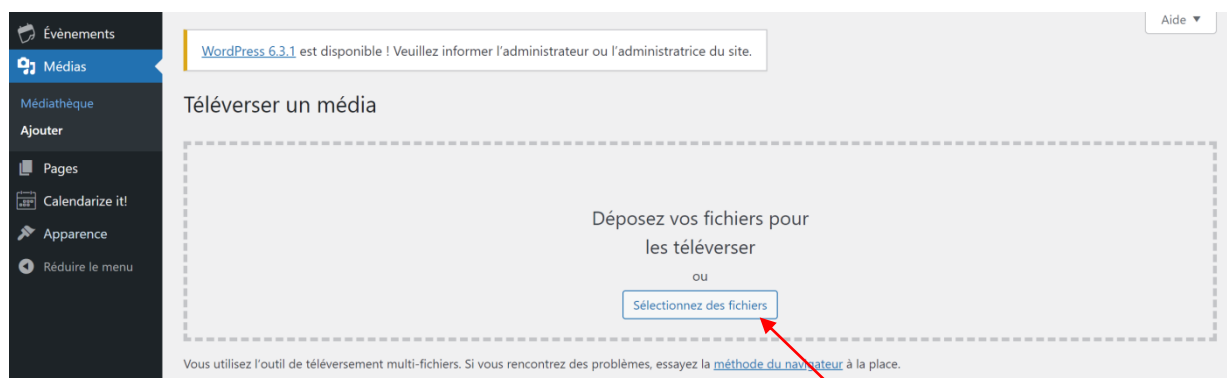 Aide ▼
Évènements
WordPress 6.3.1 est disponible ! Veuillez informer l'administrateur ou l'administratrice du site.
Médias
Médiathèque
Ajouter
Pages
Calendarize it!
Apparence
Réduire le menu
Téléverser un média
Déposez vos fichiers pour
les téléverser
ou
Sélectionnez des fichiers
Vous utilisez l'outil de téléversement multi-fichiers. Si vous rencontrez des problèmes, essayez la méthode du navigateur à la place.